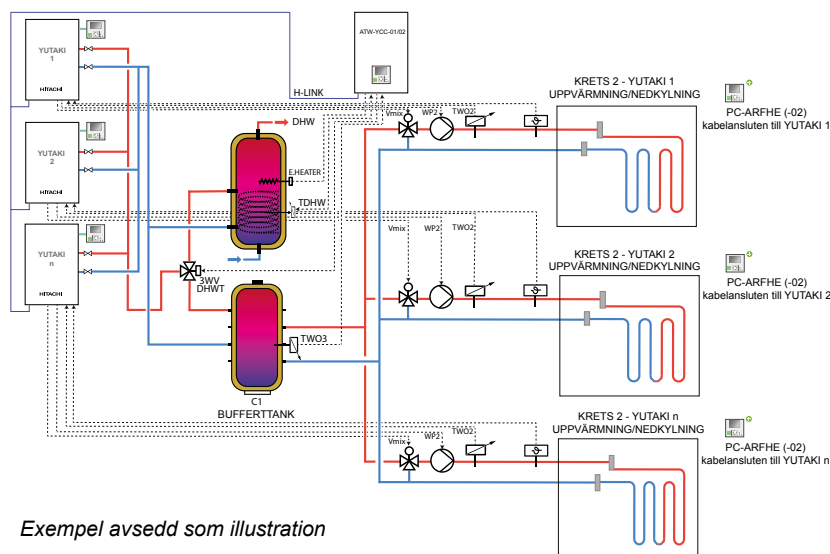 YUTAKI
1
HITACHI
YUTAKI
2
HITACHI
YUTAKI
n
HITACHI
ATW-YCC-01/02
H-LINK
DHW
E.HEATER
TDHW
3WV
DHWT
TWO3
C1
BUFFERTTANK
Vmix
WP2
TWO2
KRETS 2 - YUTAKI 1
UPPVÄRMNING/NEDKYLNING
PC-ARFHE (-02)
kabelansluten till YUTAKI 1
Vmix
WP2
TWO2
KRETS 2 - YUTAKI 2
UPPVÄRMNING/NEDKYLNING
PC-ARFHE (-02)
kabelansluten till YUTAKI 2
Vmix
WP2
TWO2
KRETS 2 - YUTAKI n
UPPVÄRMNING/NEDKYLNING
PC-ARFHE (-02)
kabelansluten till YUTAKI n
Exempel avsedd som illustration